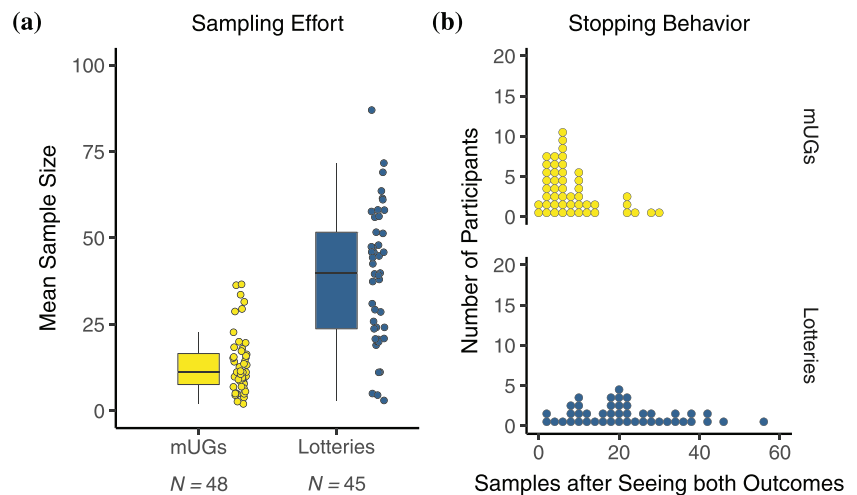 (a)
Sampling Effort
Mean Sample Size
100
75
50
25
0
mUGs
Lotteries
N = 48
N = 45
(b)
Stopping Behavior
Number of Participants
20
15
10
5
0
mUGs
20
15
10
5
0
Lotteries
0
20
40
60
Samples after Seeing both Outcomes